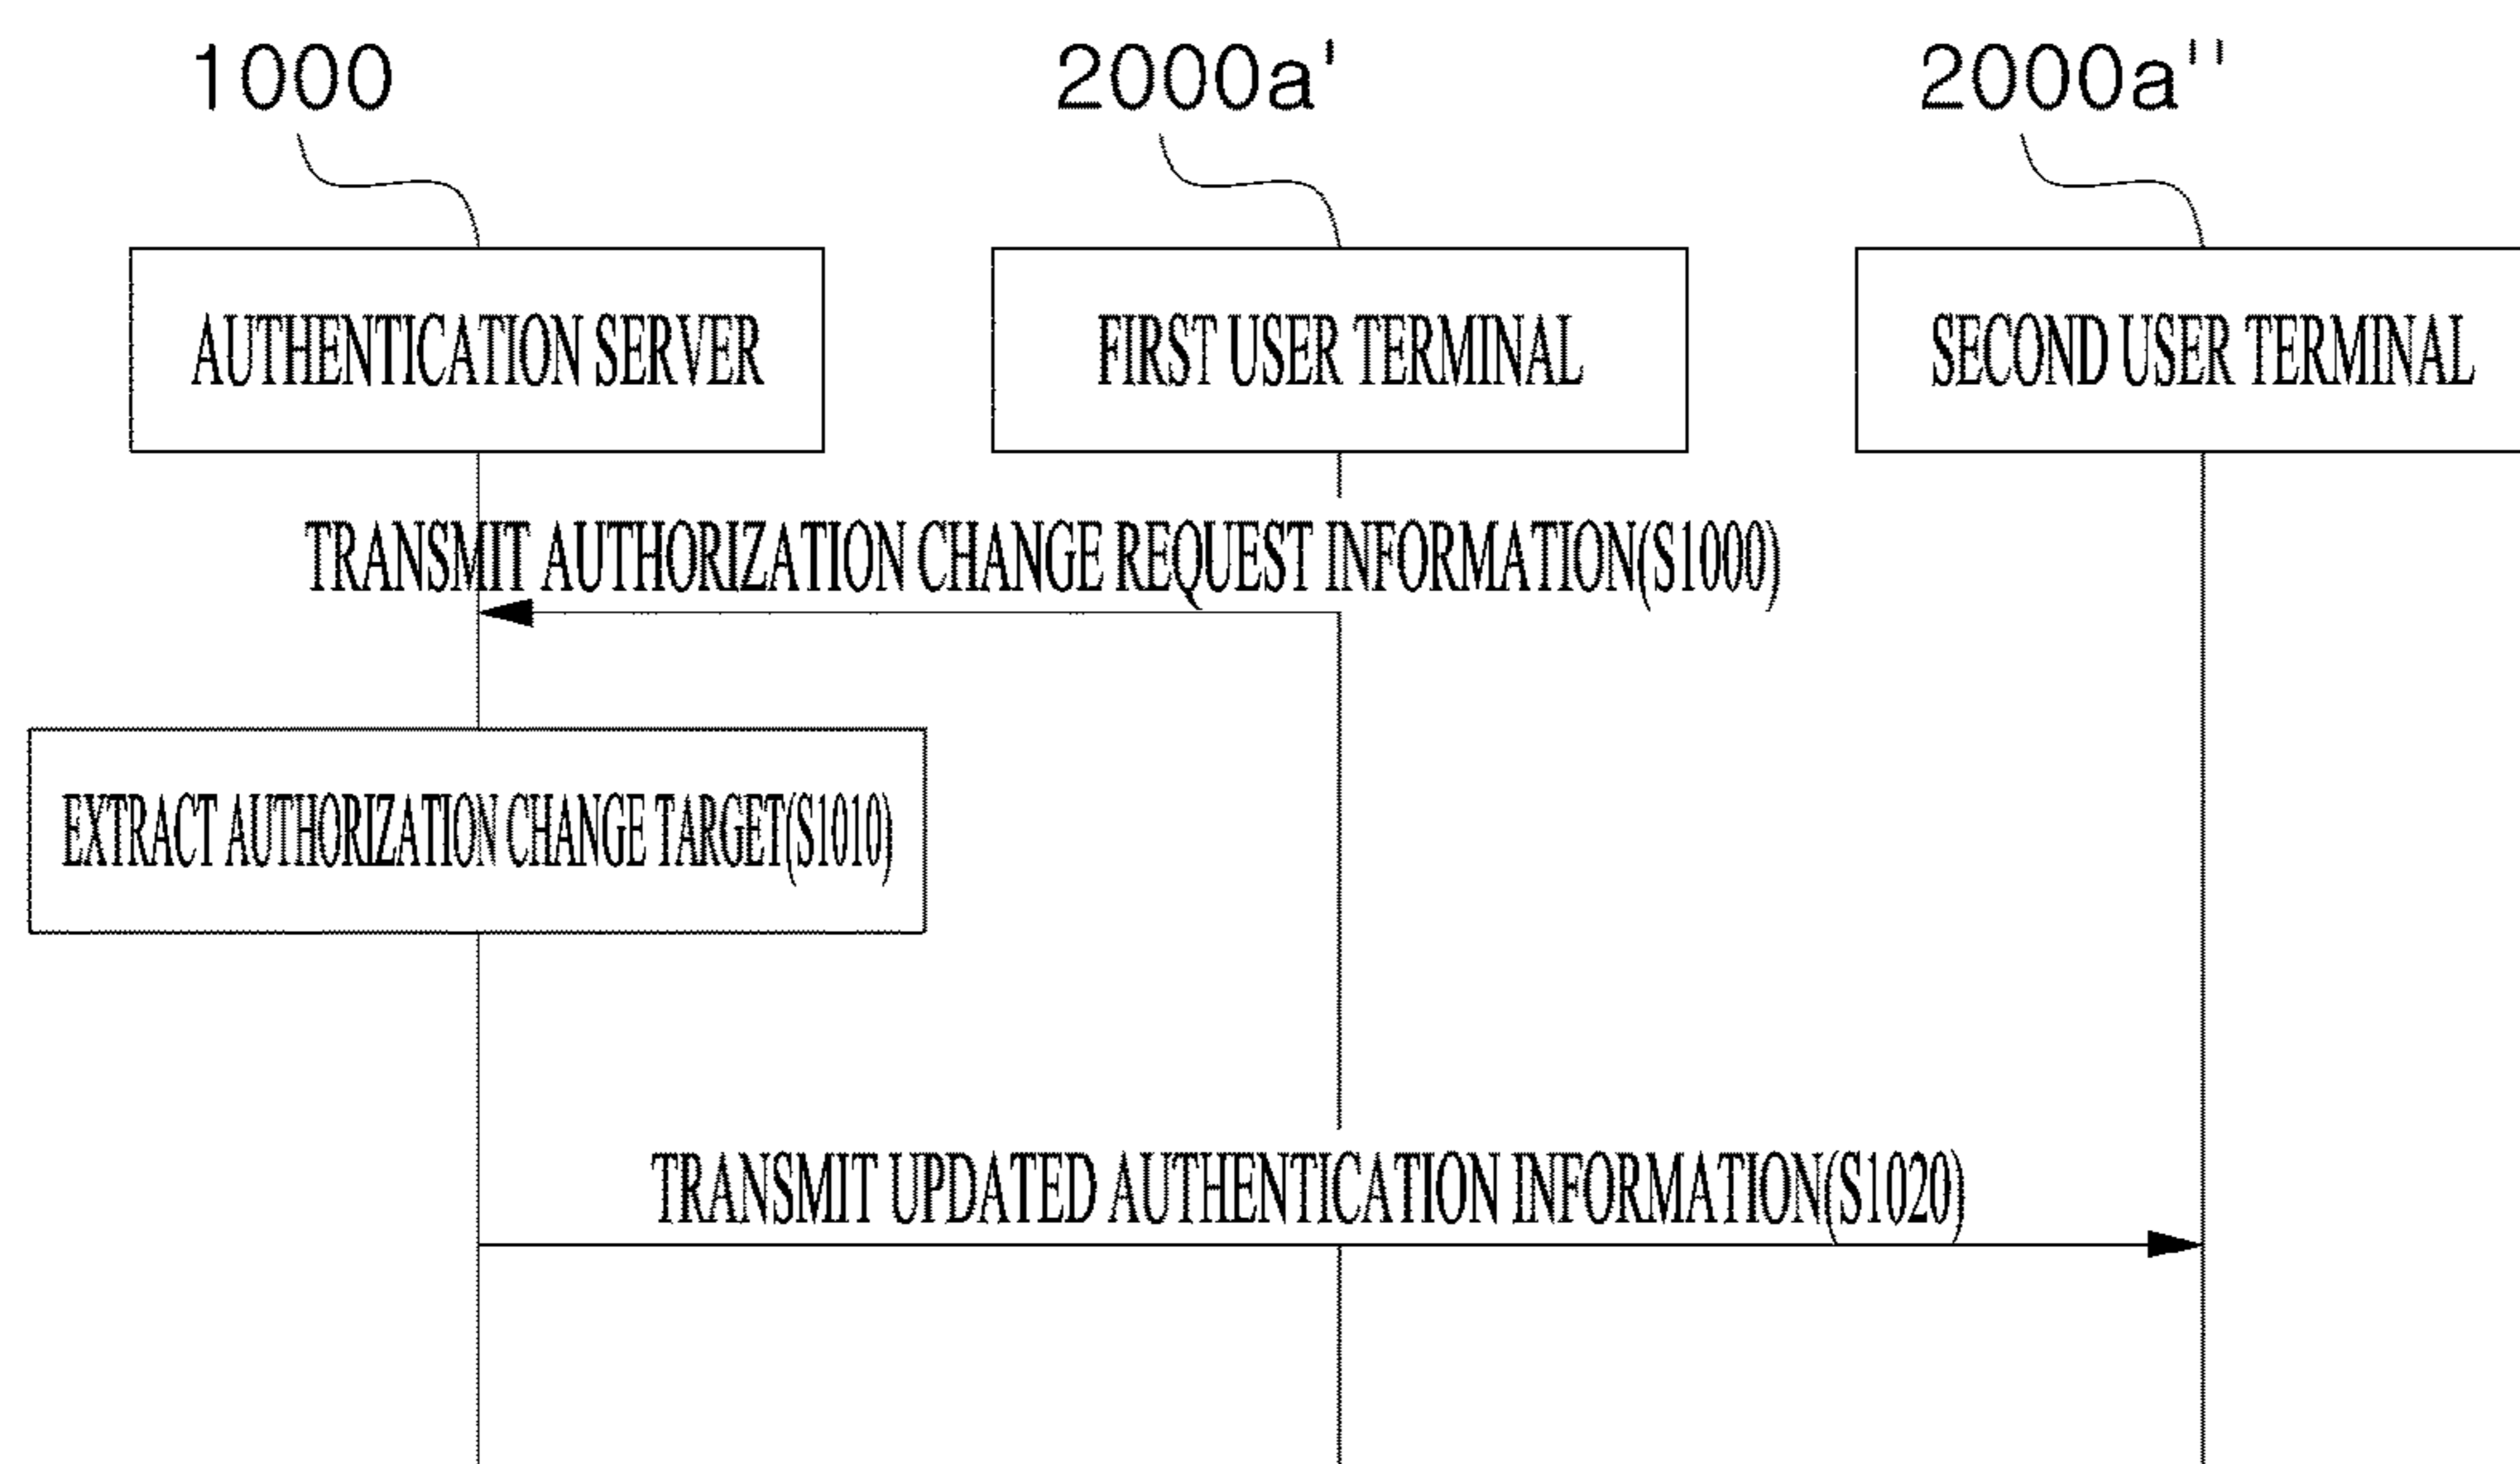 1000
2000a'
2000a''
AUTHENTICATION SERVER
FIRST USER TERMINAL
SECOND USER TERMINAL
TRANSMIT AUTHORIZATION CHANGE REQUEST INFORMATION(S1000)
EXTRACT AUTHORIZATION CHANGE TARGET(S1010)
TRANSMIT UPDATED AUTHENTICATION INFORMATION(S1020)